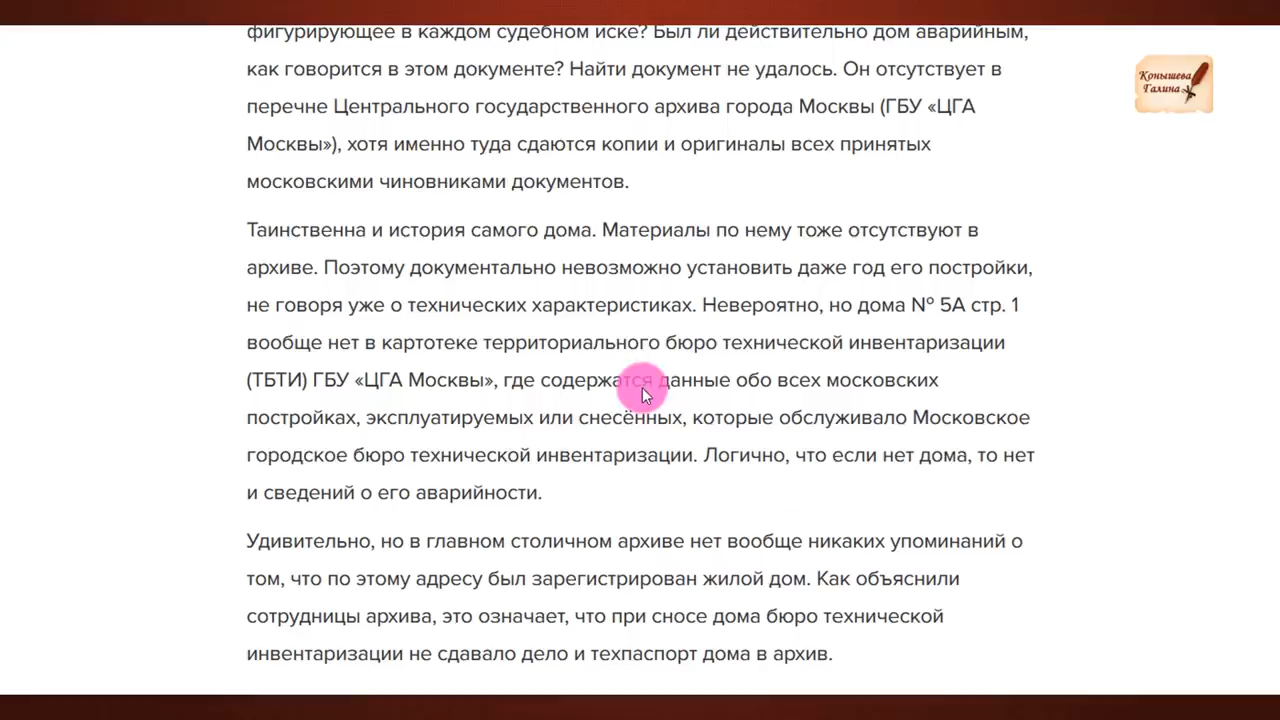 фигурирующее в каждом судебном иске? Был ли действительно дом аварийным,
как говорится в этом документе? Найти документ не удалось. Он отсутствует в
перечне Центрального государственного архива города Москвы (ГБУ «ЦГА
Москвы»), хотя именно туда сдаются копии и оригиналы всех принятых
московскими чиновниками документов.
Таинственна и история самого дома. Материалы по нему тоже отсутствуют в
архиве. Поэтому документально невозможно установить даже год его постройки,
не говоря уже о технических характеристиках. Невероятно, но дома № 5А стр. 1
вообще нет в картотеке территориального бюро технической инвентаризации
(ТБТИ) ГБУ «ЦГА Москвы», где содержатся данные обо всех московских
постройках, эксплуатируемых или снесённых, которые обслуживало Московское
городское бюро технической инвентаризации. Логично, что если нет дома, то нет
и сведений о его аварийности.
Удивительно, но в главном столичном архиве нет вообще никаких упоминаний о
том, что по этому адресу был зарегистрирован жилой дом. Как объяснили
сотрудницы архива, это означает, что при сносе дома бюро технической
инвентаризации не сдавало дело и техпаспорт дома в архив.
Конышева
Галина